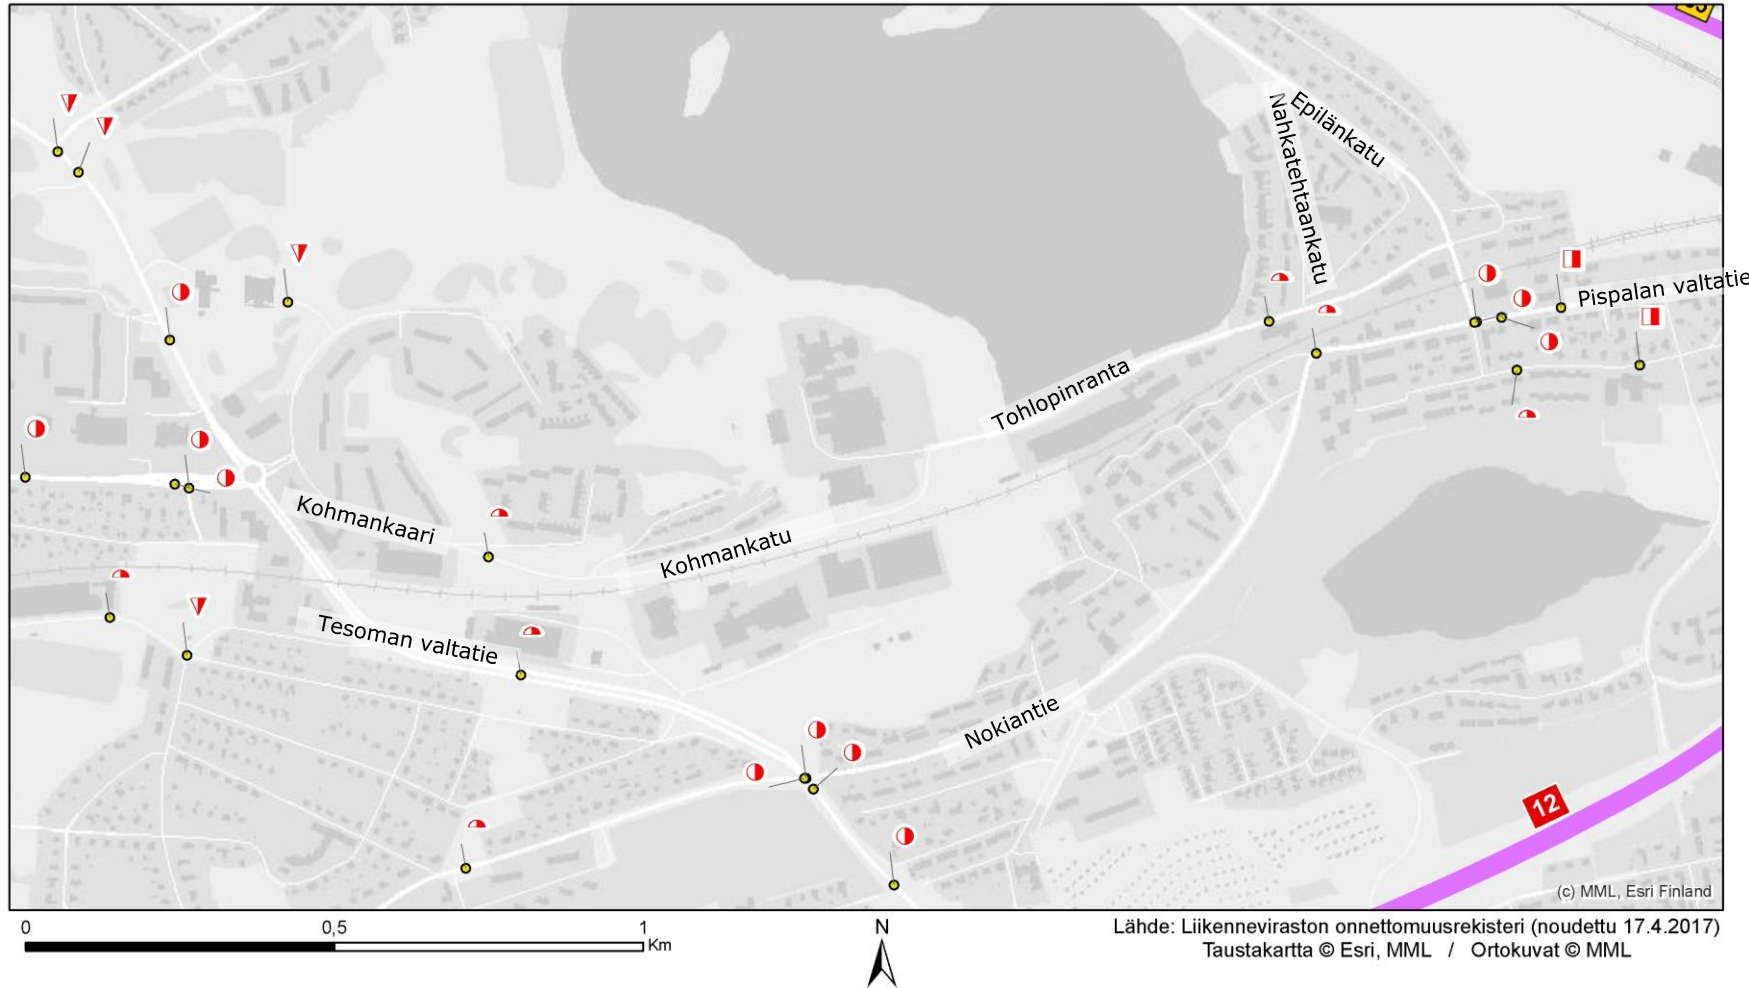 Epilänkatu
Nahkatehtaankatu
Pispalan valtatie
Tohlopinranta
Kohmankaari
Kohmankatu
Tesoman valtatie
Nokiantie
12
(c) MML, Esri Finland
0 0,5 1
Km
N
Lähde: Liikenneviraston onnettomuusrekisteri (noudettu 17.4.2017)
Taustakartta © Esri, MML / Ortokuvat © MML